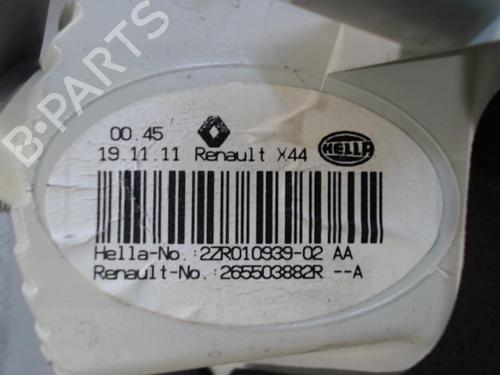 B-PARTS
00.45
19.11.11 Renault X44 HELLA
Hella-No.:2ZR010939-02 AA
Renault-No.:265503882R --A